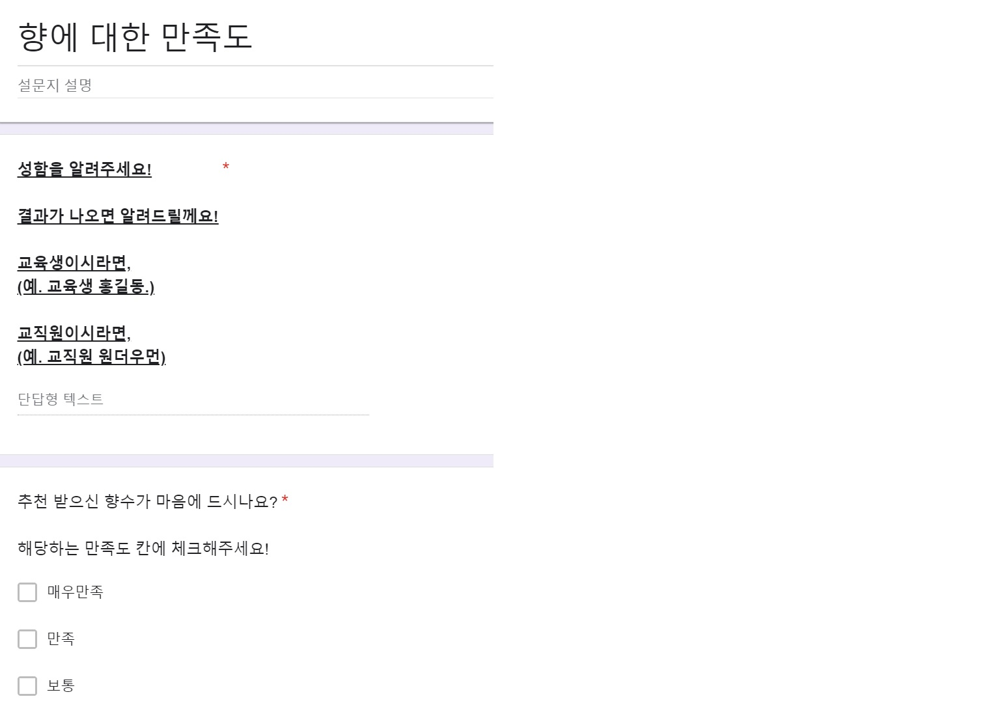 향에 대한 만족도
설문지 설명
성함을 알려주세요! *
결과가 나오면 알려드릴께요!
교육생이시라면,
(예. 교육생 홍길동.)
교직원이시라면,
(예. 교직원 원더우먼)
단답형 텍스트
추천 받으신 향수가 마음에 드시나요? *
해당하는 만족도 칸에 체크해주세요!
매우만족
만족
보통